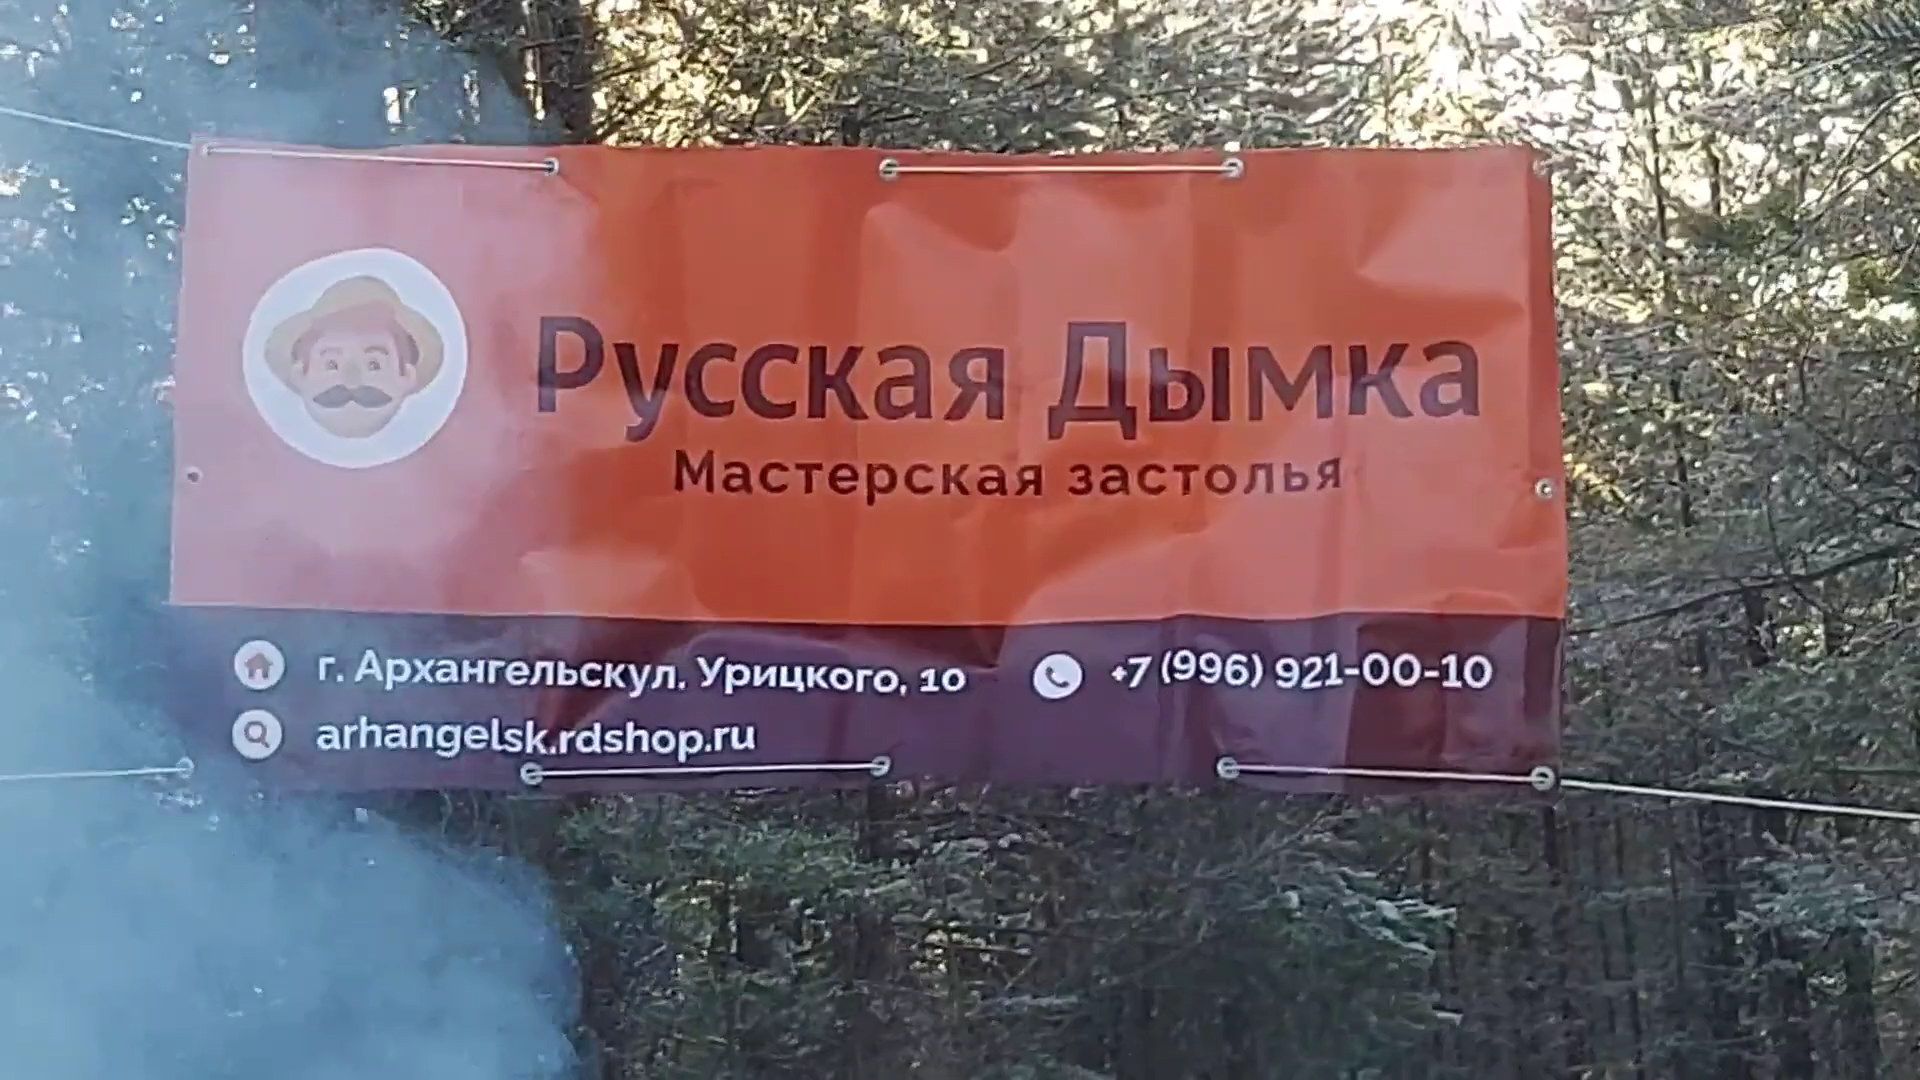 Русская Дымка
Мастерская застолья
г. Архангельскул. Урицкого, 10
+7 (996) 921-00-10
arhangelsk.rdshop.ru